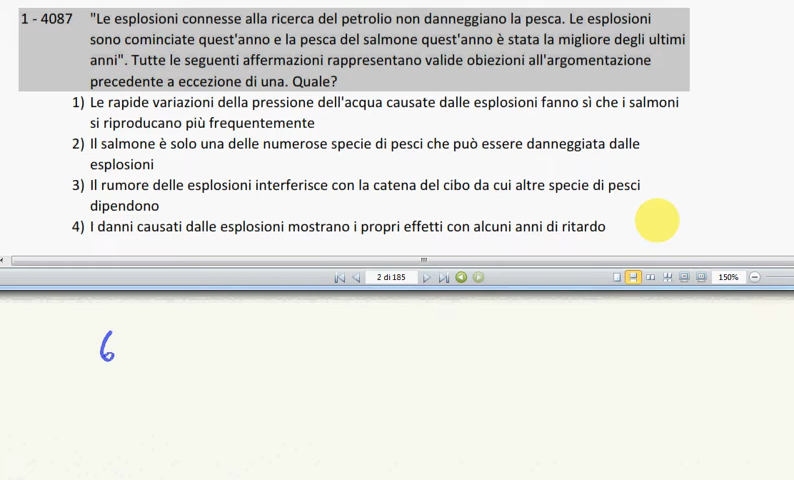 1 - 4087 "Le esplosioni connesse alla ricerca del petrolio non danneggiano la pesca. Le esplosioni
sono cominciate quest'anno e la pesca del salmone quest'anno è stata la migliore degli ultimi
anni". Tutte le seguenti affermazioni rappresentano valide obiezioni all'argomentazione
precedente a eccezione di una. Quale?
1) Le rapide variazioni della pressione dell'acqua causate dalle esplosioni fanno sì che i salmoni
si riproducano più frequentemente
2) Il salmone è solo una delle numerose specie di pesci che può essere danneggiata dalle
esplosioni
3) Il rumore delle esplosioni interferisce con la catena del cibo da cui altre specie di pesci
dipendono
4) I danni causati dalle esplosioni mostrano i propri effetti con alcuni anni di ritardo
2 di 185 150%
6